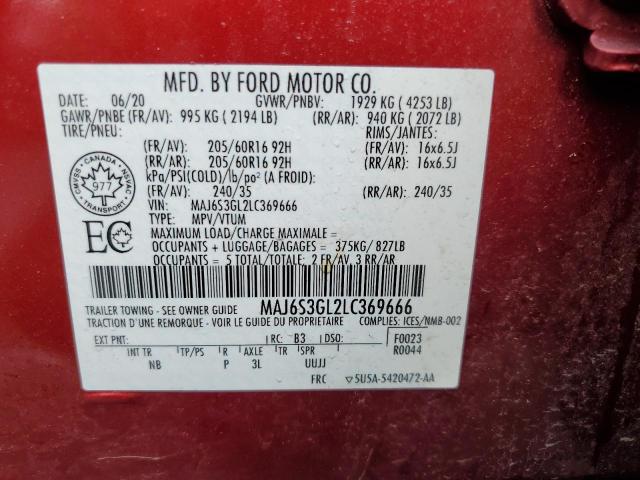 MFD. BY FORD MOTOR CO.
DATE: 06/20 GVWR/PNBV: 1929 KG ( 4253 LB)
GAWR/PNBE (FR/AV): 995 KG ( 2194 LB) (RR/AR): 940 KG ( 2072 LB)
TIRE/PNEU: RIMS/JANTES:
(FR/AV): 205/60R16 92H (FR/AV): 16x6.5J
(RR/AR): 205/60R16 92H (RR/AR): 16x6.5J
kPa/PSI(COLD)/lb/po² (A FROID):
(FR/AV): 240/35 (RR/AR): 240/35
VIN: MAJ6S3GL2LC369666
TYPE: MPV/VTUM
CMVSS - CANADA - NSVAC
977
TRANSPORT
EC
MAXIMUM LOAD/CHARGE MAXIMALE =
OCCUPANTS + LUGGAGE/BAGAGES = 375KG/ 827LB
OCCUPANTS = 5 TOTAL/TOTALE: 2 FR/AV 3 RR/AR
TRAILER TOWING - SEE OWNER GUIDE MAJ6S3GL2LC369666
TRACTION D'UNE REMORQUE - VOIR LE GUIDE DU PROPRIETAIRE COMPLIES: ICES/NMB-002
EXT PNT: RC: B3 DSO: F0023
R0044
INT TR TP/PS R AXLE TR SPR
NB P 3L UUJJ
FRC ▽5U5A-5420472-AA